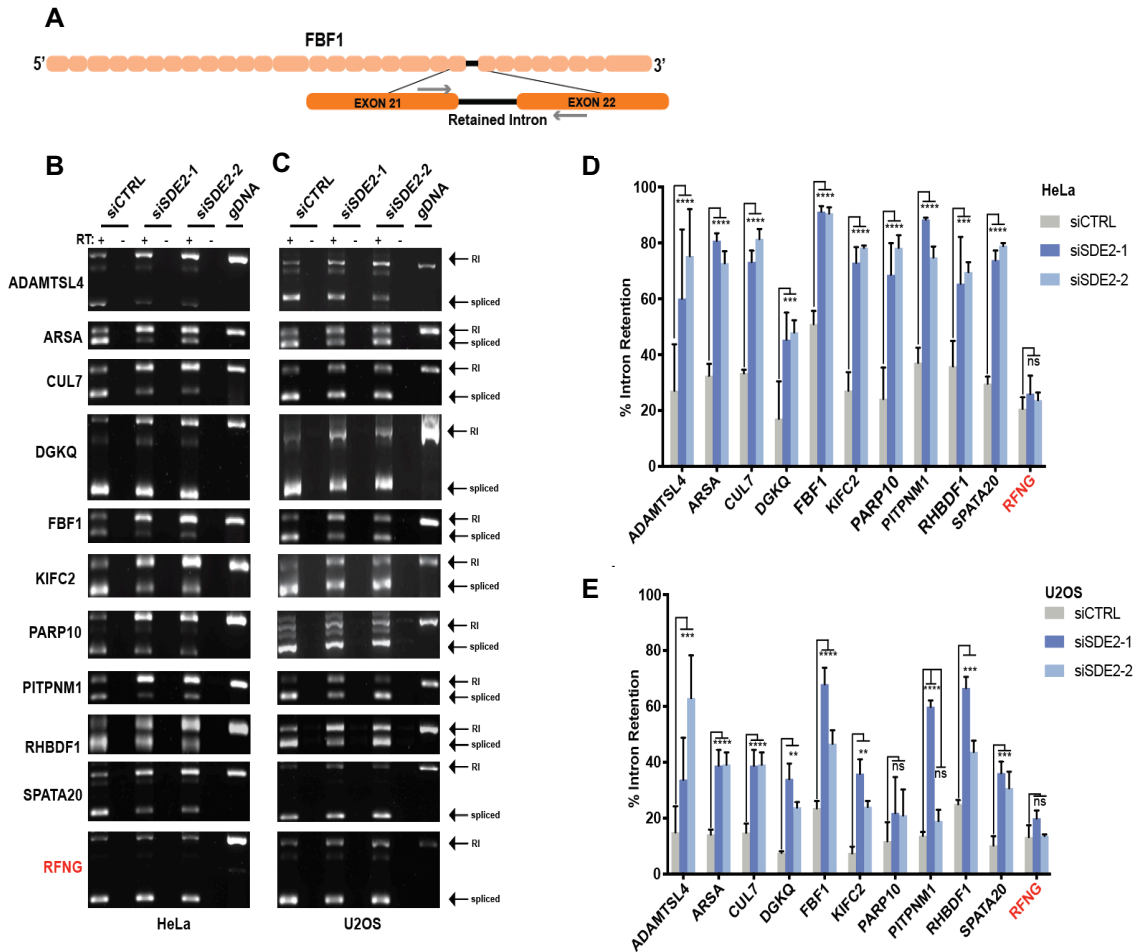 A
FBF1
5'
3'
EXON 21
EXON 22
Retained Intron
B
siCTRL
siSDE2-1
siSDE2-2
gDNA
RT:
+
-
+
-
+
-
ADAMTSL4
ARSA
CUL7
DGKQ
FBF1
KIFC2
PARP10
PITPNM1
RHBDF1
SPATA20
RFNG
HeLa
C
siCTRL
siSDE2-1
siSDE2-2
gDNA
+
-
+
-
+
-
RI
spliced
RI
spliced
RI
spliced
RI
spliced
RI
spliced
RI
spliced
RI
spliced
RI
spliced
RI
spliced
RI
spliced
RI
spliced
U2OS
D
HeLa
siCTRL
siSDE2-1
siSDE2-2
% Intron Retention
100
80
60
40
20
0
****
****
****
***
****
****
****
****
***
****
ns
ADAMTSL4
ARSA
CUL7
DGKQ
FBF1
KIFC2
PARP10
PITPNM1
RHBDF1
SPATA20
RFNG
E
U2OS
siCTRL
siSDE2-1
siSDE2-2
% Intron Retention
100
80
60
40
20
0
***
****
****
**
****
**
ns
****
ns
***
***
ns
ADAMTSL4
ARSA
CUL7
DGKQ
FBF1
KIFC2
PARP10
PITPNM1
RHBDF1
SPATA20
RFNG